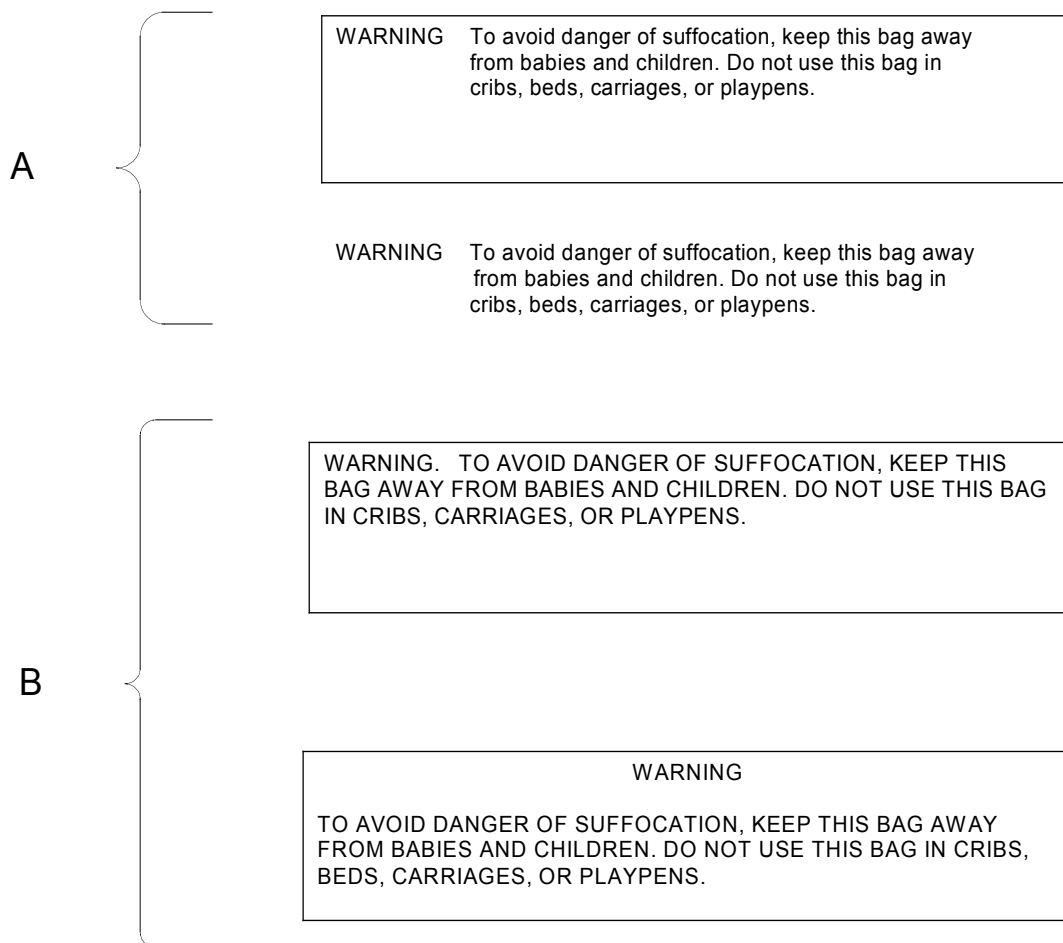 A
WARNING To avoid danger of suffocation, keep this bag away
from babies and children. Do not use this bag in
cribs, beds, carriages, or playpens.
WARNING To avoid danger of suffocation, keep this bag away
from babies and children. Do not use this bag in
cribs, beds, carriages, or playpens.
B
WARNING. TO AVOID DANGER OF SUFFOCATION, KEEP THIS
BAG AWAY FROM BABIES AND CHILDREN. DO NOT USE THIS BAG
IN CRIBS, CARRIAGES, OR PLAYPENS.
WARNING
TO AVOID DANGER OF SUFFOCATION, KEEP THIS BAG AWAY
FROM BABIES AND CHILDREN. DO NOT USE THIS BAG IN CRIBS,
BEDS, CARRIAGES, OR PLAYPENS.